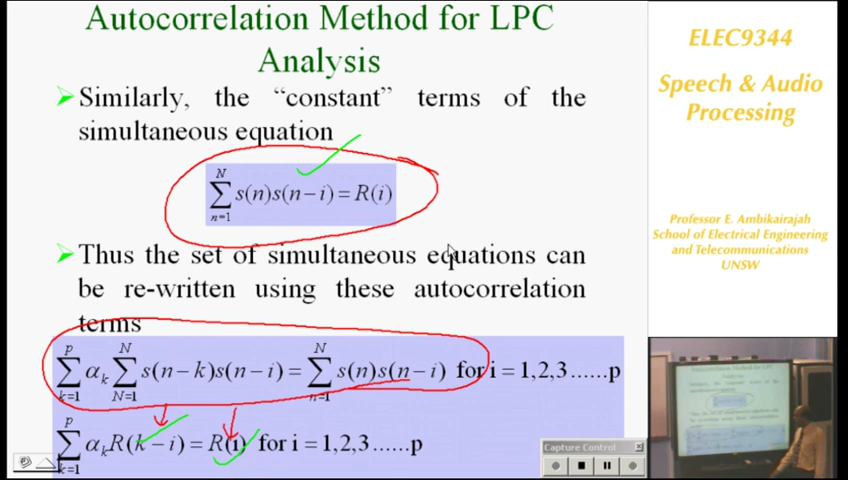 Autocorrelation Method for LPC
Analysis
Similarly, the “constant” terms of the
simultaneous equation
N
∑ s(n)s(n−i) = R(i)
n=1
Thus the set of simultaneous equations can
be re-written using these autocorrelation
terms
p N N
∑ αₖ ∑ s(n−k)s(n−i) = ∑ s(n)s(n−i) for i = 1,2,3......p
k=1 N=1 n=1
p
∑ αₖR(k−i) = R(i) for i = 1,2,3......p
k=1
ELEC9344
Speech & Audio
Processing
Professor E. Ambikairajah
School of Electrical Engineering
and Telecommunications
UNSW
Capture Control